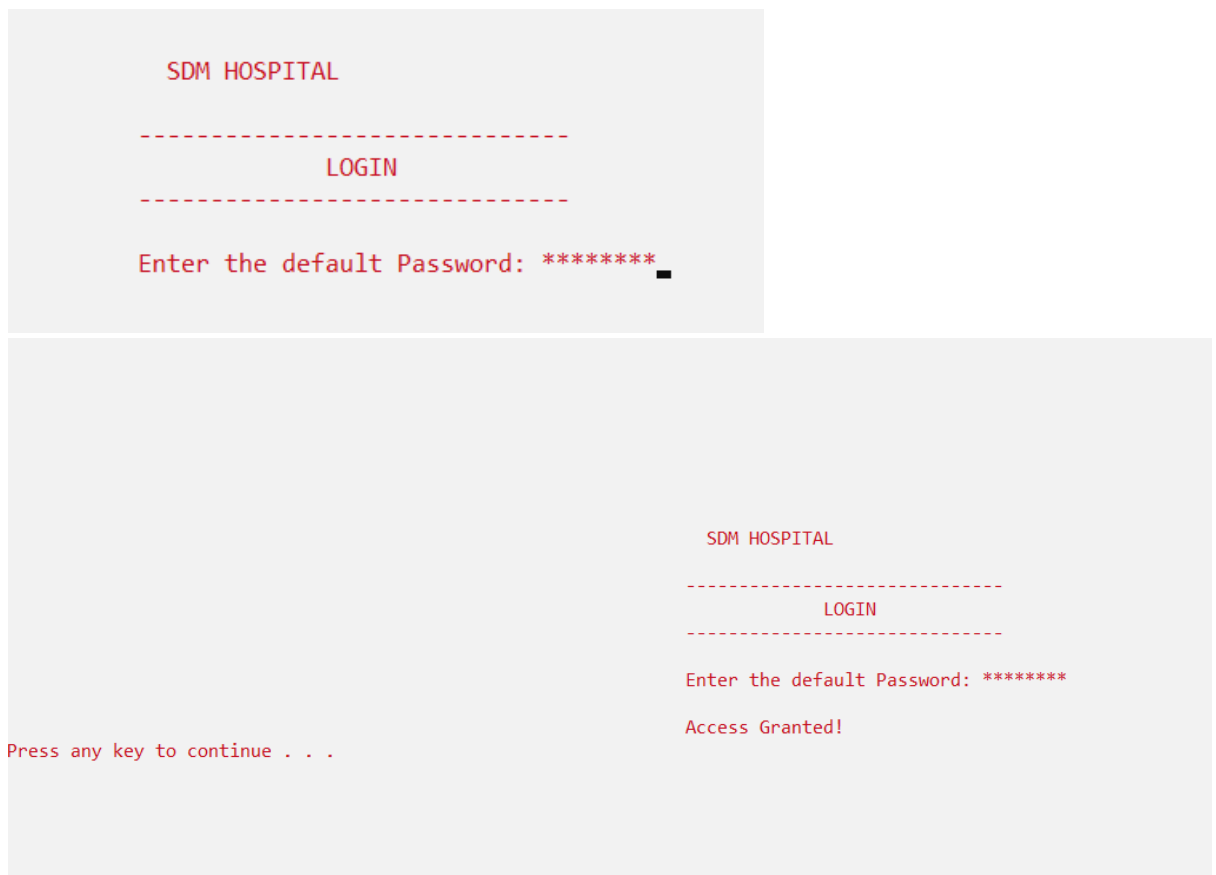 SDM HOSPITAL
------------------------------
LOGIN
------------------------------
Enter the default Password: ********
SDM HOSPITAL
------------------------------
LOGIN
------------------------------
Enter the default Password: ********
Access Granted!
Press any key to continue . . .